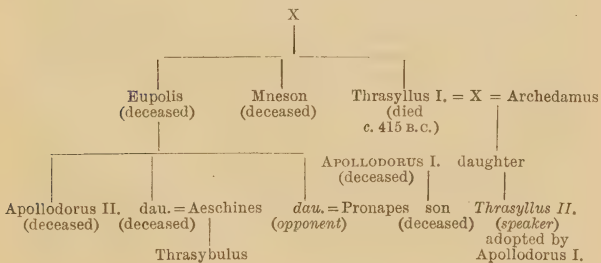 X
Eupolis Mneson Thrasyllus I. = X = Archedamus
(deceased) (deceased) (died
c. 415 B.C.)
APOLLODORUS I. daughter
(deceased)
Apollodorus II. dau. = Aeschines dau. = Pronapes son Thrasyllus II.
(deceased) (deceased) (opponent) (deceased) (speaker)
adopted by
Thrasybulus Apollodorus I.